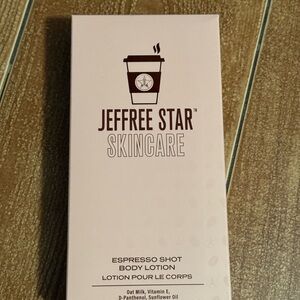 JEFFREE STAR™
SKINCARE
ESPRESSO SHOT
BODY LOTION
LOTION POUR LE CORPS
Oat Milk, Vitamin E,
D-Panthenol, Sunflower Oil